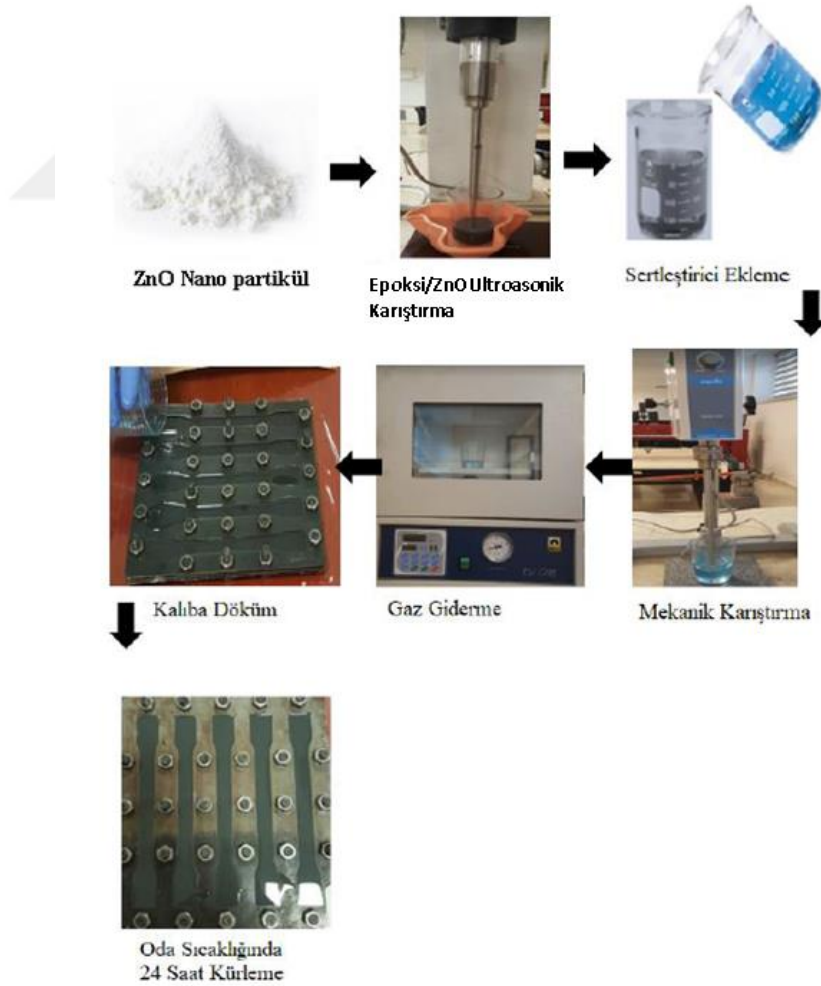 ZnO Nano partikül
Epoksi/ZnO Ultroasonik
Karıştırma
Sertleştirici Ekleme
Mekanik Karıştırma
Gaz Giderme
Kalıba Döküm
Oda Sıcaklığında
24 Saat Kürleme